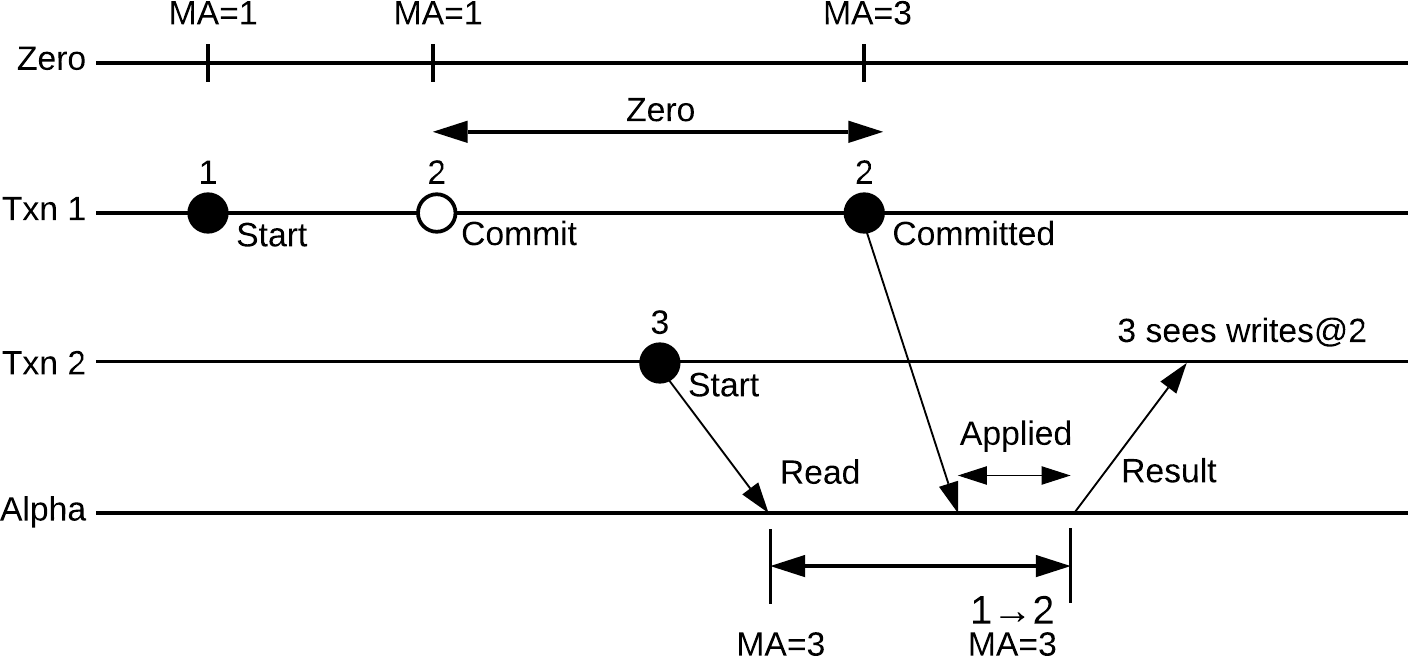 MA=1 MA=1 MA=3
Zero
Zero
1 2 2
Txn 1
Start Commit Committed
3 3 sees writes@2
Txn 2
Start
Applied
Read Result
Alpha
1→2
MA=3 MA=3